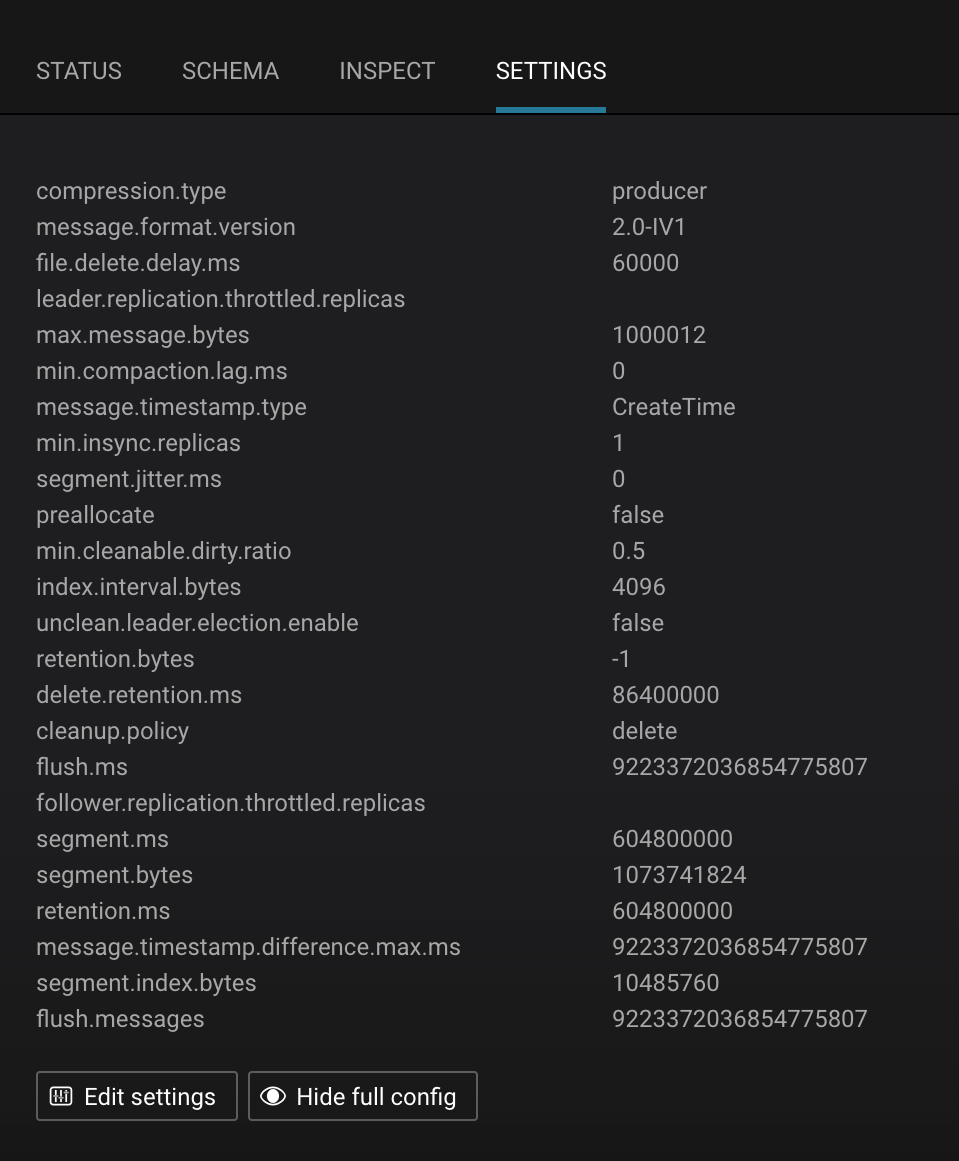 STATUS SCHEMA INSPECT SETTINGS
compression.type producer
message.format.version 2.0-IV1
file.delete.delay.ms 60000
leader.replication.throttled.replicas
max.message.bytes 1000012
min.compaction.lag.ms 0
message.timestamp.type CreateTime
min.insync.replicas 1
segment.jitter.ms 0
preallocate false
min.cleanable.dirty.ratio 0.5
index.interval.bytes 4096
unclean.leader.election.enable false
retention.bytes -1
delete.retention.ms 86400000
cleanup.policy delete
flush.ms 9223372036854775807
follower.replication.throttled.replicas
segment.ms 604800000
segment.bytes 1073741824
retention.ms 604800000
message.timestamp.difference.max.ms 9223372036854775807
segment.index.bytes 10485760
flush.messages 9223372036854775807
Edit settings Hide full config